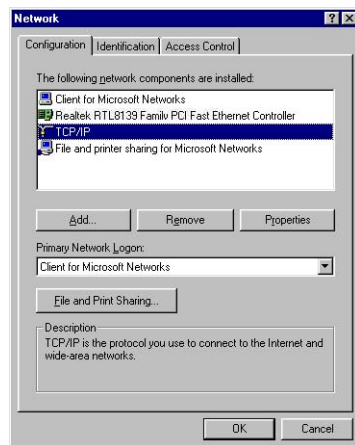 Network
Configuration Identification Access Control
The following network components are installed:
Client for Microsoft Networks
Realtek RTL8139 Family PCI Fast Ethernet Controller
TCP/IP
File and printer sharing for Microsoft Networks
Add... Remove Properties
Primary Network Logon:
Client for Microsoft Networks
File and Print Sharing...
Description
TCP/IP is the protocol you use to connect to the Internet and
wide-area networks.
OK Cancel